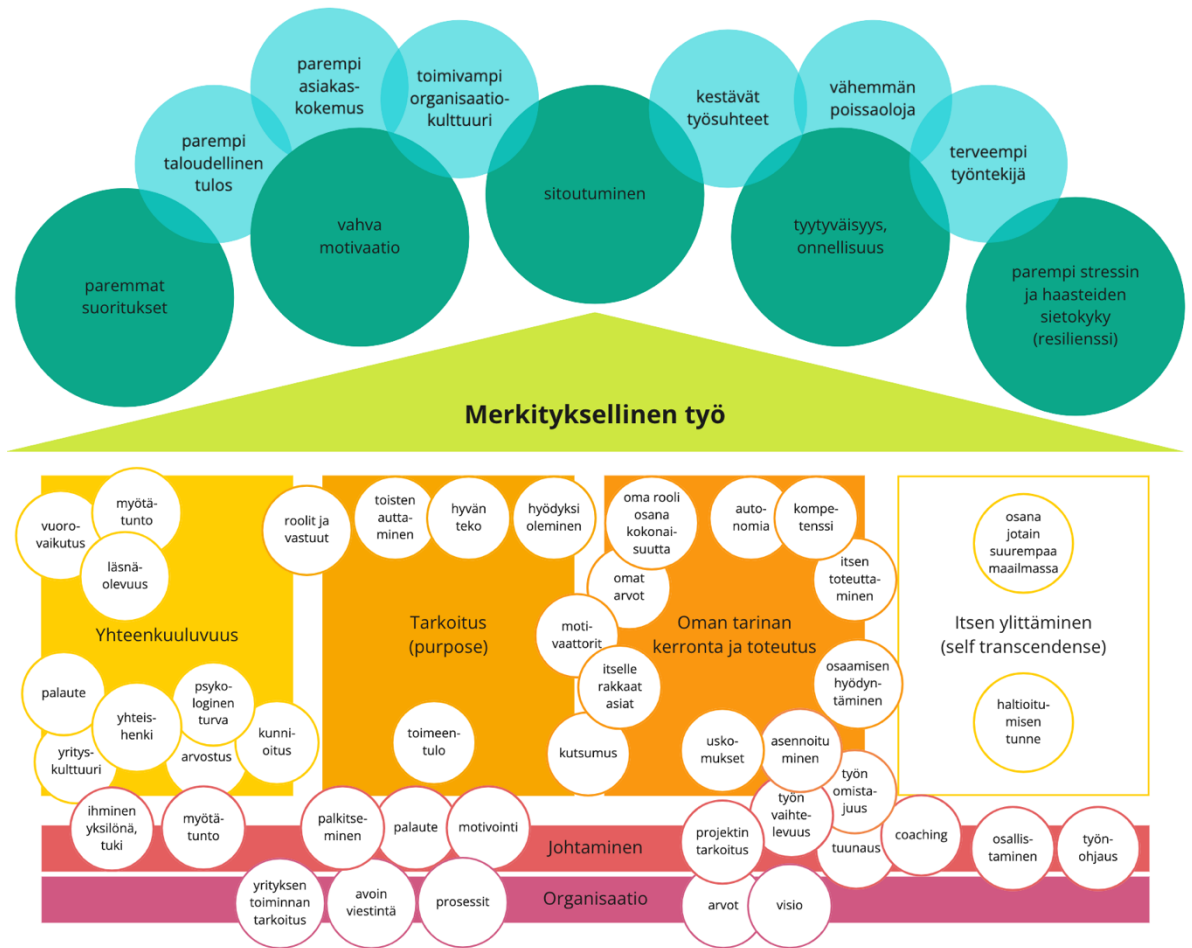 parempi
asiakas-
kokemus
toimivampi
organisaatio-
kulttuuri
kestävät
työsuhteet
vähemmän
poissaoloja
parempi
taloudellinen
tulos
terveempi
työntekijä
sitoutuminen
vahva
motivaatio
tyytyväisyys,
onnellisuus
paremmat
suoritukset
parempi stressin
ja haasteiden
sietokyky
(resilienssi)
Merkityksellinen työ
vuoro-
vaikutus
myötä-
tunto
läsnä-
olevuus
Yhteenkuuluvuus
palaute
yhteis-
henki
psyko-
loginen
turva
kunni-
oitus
yritys-
kulttuuri
arvostus
roolit ja
vastuut
toisten
autta-
minen
hyvän
teko
hyödyksi
oleminen
Tarkoitus
(purpose)
toimeen-
tulo
oma rooli
osana
kokonai-
suutta
auto-
nomia
kompe-
tenssi
omat
arvot
itsen
toteutta-
minen
moti-
vaattorit
Oman tarinan
kerronta ja toteutus
itselle
rakkaat
asiat
osaamisen
hyödyn-
täminen
kutsumus
usko-
mukset
asennoitu
minen
työn
omista-
juus
työn
vaihte-
levuus
osana
jotain
suurempaa
maailmassa
Itsen ylittäminen
(self transcendense)
haltioitu-
misen
tunne
ihminen
yksilönä,
tuki
myötä-
tunto
palkitse-
minen
palaute
motivointi
Johtaminen
projektin
tarkoitus
tuunaus
coaching
osallis-
taminen
työn-
ohjaus
yrityksen
toiminnan
tarkoitus
avoin
viestintä
prosessit
Organisaatio
arvot
visio